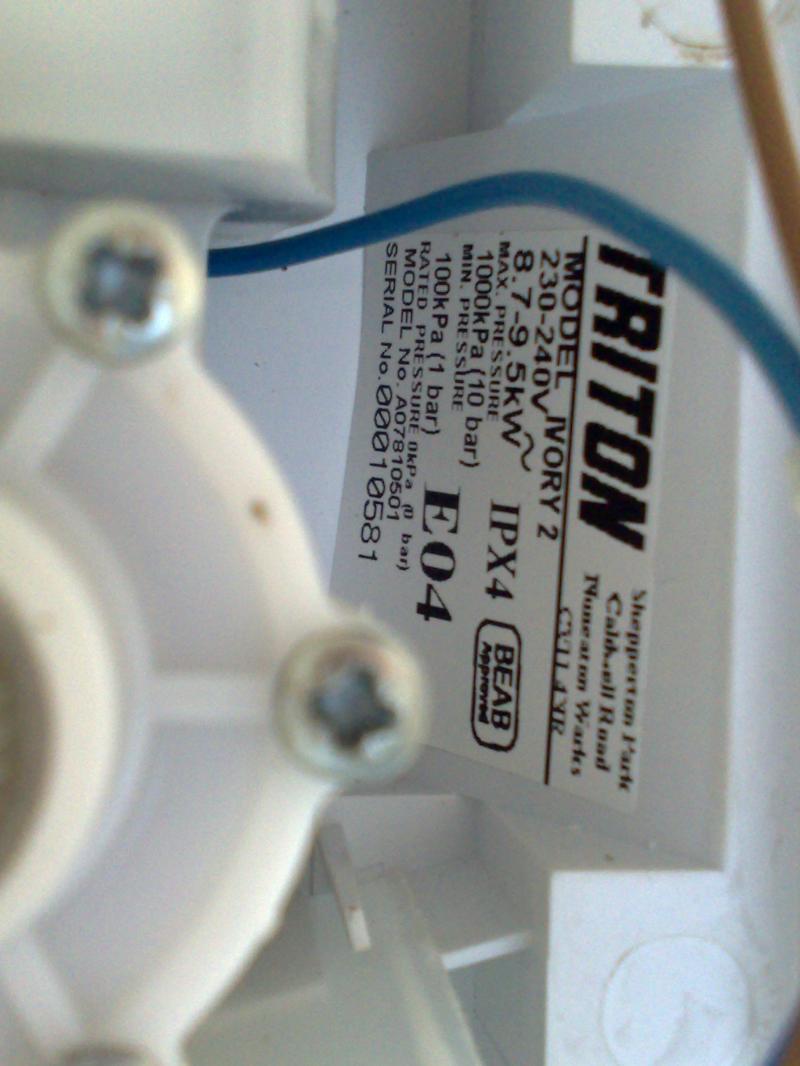 TRITON
Shepperton Park
Caldwell Road
Nuneaton Warks
CV11 4NR
MODEL IVORY 2
230-240V~
8.7-9.5kW
MAX. PRESSURE
1000kPa (10 bar)
MIN. PRESSURE
100kPa (1 bar)
RATED PRESSURE 0kPa (0 bar)
MODEL No. A07810501
SERIAL No. 00010581
IPX4
E04
BEAB
Approved